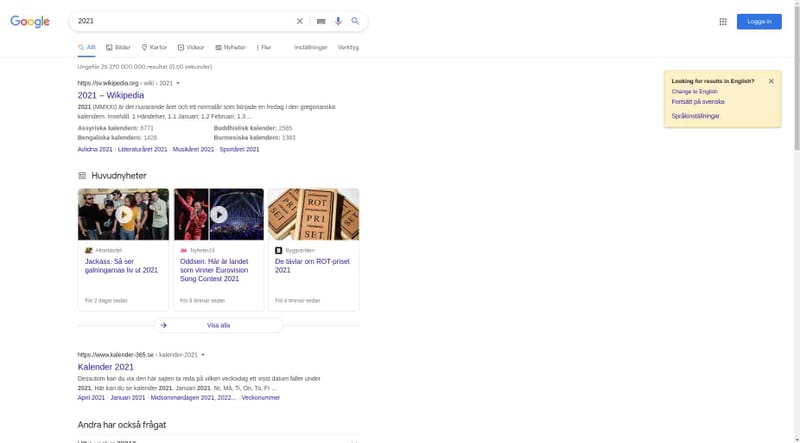 Google
2021
Logga in
Allt
Bilder
Kartor
Videor
Nyheter
Fler
Inställningar
Verktyg
Ungefär 25 270 000 000 resultat (0,60 sekunder)
Looking for results in English?
Change to English
Fortsätt på svenska
Språkinställningar
https://sv.wikipedia.org › wiki › 2021
2021 – Wikipedia
2021 (MMXXI) är det nuvarande året och ett normalår som började en fredag i den gregorianska
kalendern. Innehåll. 1 Händelser. 1.1 Januari; 1.2 Februari; 1.3 ...
Assyriska kalendern: 6771
Buddhistisk kalender: 2565
Bengaliska kalendern: 1428
Burmesiska kalendern: 1383
Avlidna 2021 · Litteraturåret 2021 · Musikåret 2021 · Sportåret 2021
Huvudnyheter
ROT
PRI
SET
Aftonbladet
Jackass: Så ser
galningarnas liv ut 2021
För 2 dagar sedan
Nyheter24
Oddsen: Här är landet
som vinner Eurovision
Song Contest 2021
För 8 timmar sedan
Byggvärlden
De tävlar om ROT-priset
2021
För 4 timmar sedan
Visa alla
https://www.kalender-365.se › kalender-2021
Kalender 2021
Dessutom kan du via den här sajten ta reda på vilken veckodag ett visst datum faller under
2021. Här kan du se kalender 2021. Januari 2021. Nr, Må, Ti, On, To, Fr ...
April 2021 · Januari 2021 · Midsommardagen 2021, 2022... · Veckonummer
Andra har också frågat